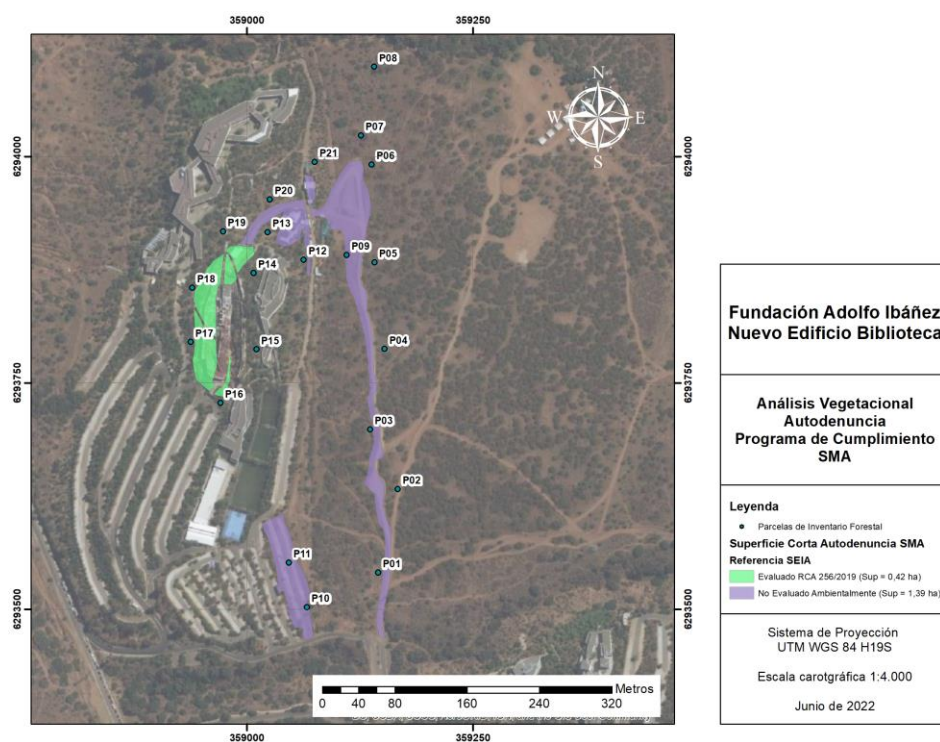 359000 359250
N
W E
S
P08
P07
P21 P06
6294000 6294000
P20
P19 P13
P12 P09 P05
P14
P18
P17 P15 P04
6293750 6293750
P16
P03
P02
P11
P01
P10
6293500 6293500
Metros
0 40 80 160 240 320
359000 359250
Fundación Adolfo Ibáñez
Nuevo Edificio Biblioteca
Análisis Vegetacional
Autodenuncia
Programa de Cumplimiento
SMA
Leyenda
Parcelas de Inventario Forestal
Superficie Corta Autodenuncia SMA
Referencia SEIA
Evaluado RCA 256/2019 (Sup = 0,42 ha)
No Evaluado Ambientalmente (Sup = 1,39 ha)
Sistema de Proyección
UTM WGS 84 H19S
Escala carotgráfica 1:4.000
Junio de 2022